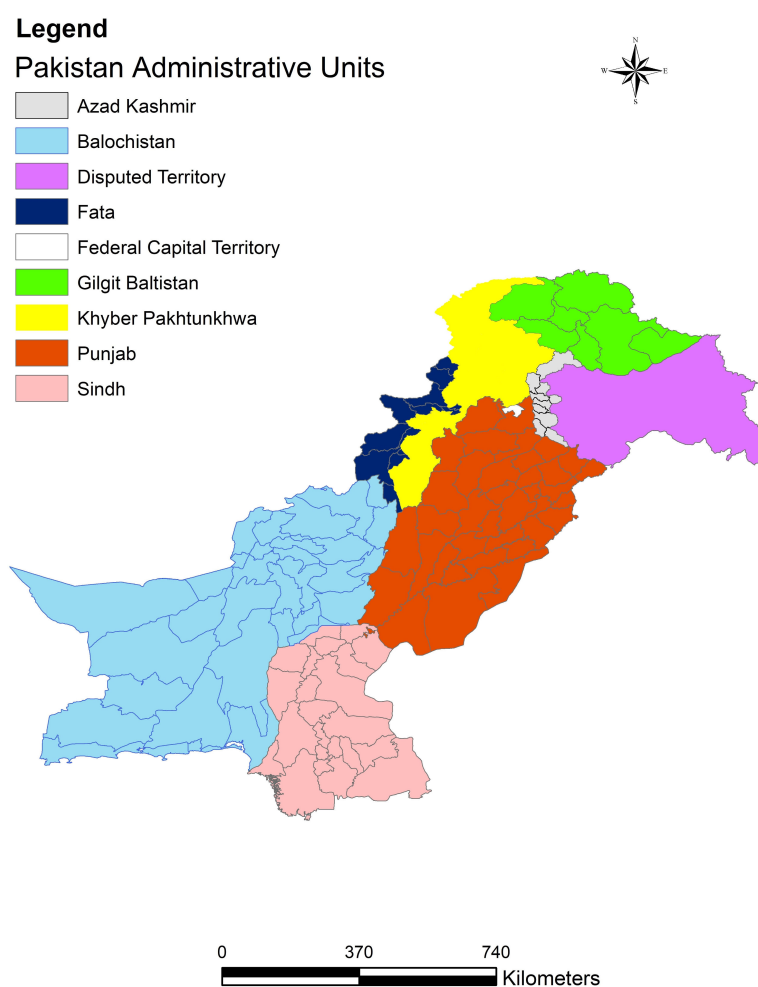 Legend
Pakistan Administrative Units
Azad Kashmir
Balochistan
Disputed Territory
Fata
Federal Capital Territory
Gilgit Baltistan
Khyber Pakhtunkhwa
Punjab
Sindh
N
W E
S
0 370 740
Kilometers